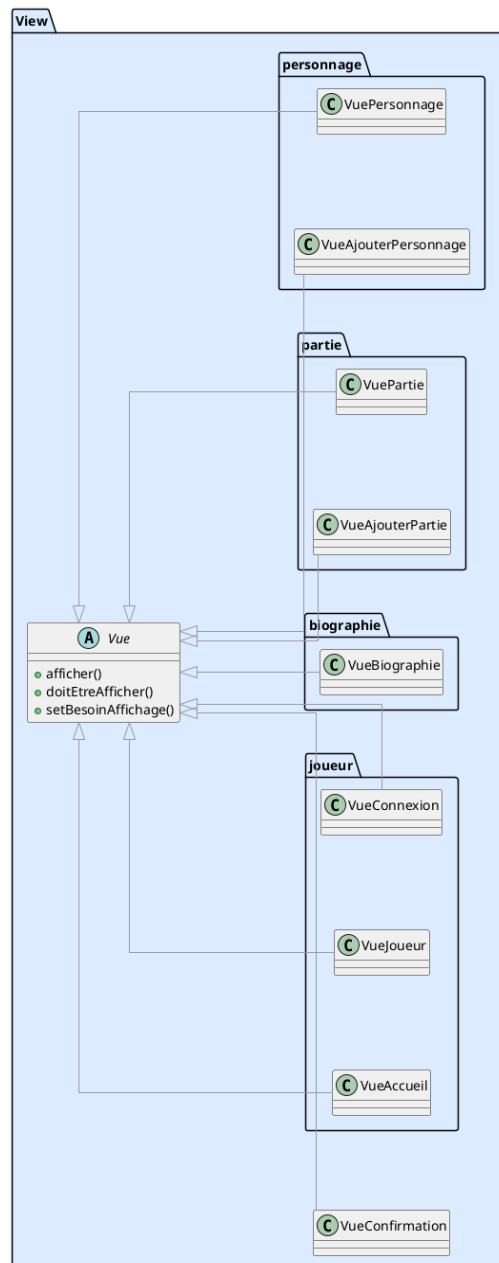 View
personnage
C VuePersonnage
C VueAjouterPersonnage
partie
C VuePartie
C VueAjouterPartie
A Vue
afficher()
doitEtreAfficher()
setBesoinAffichage()
biographie
C VueBiographie
joueur
C VueConnexion
C VueJoueur
C VueAccueil
C VueConfirmation